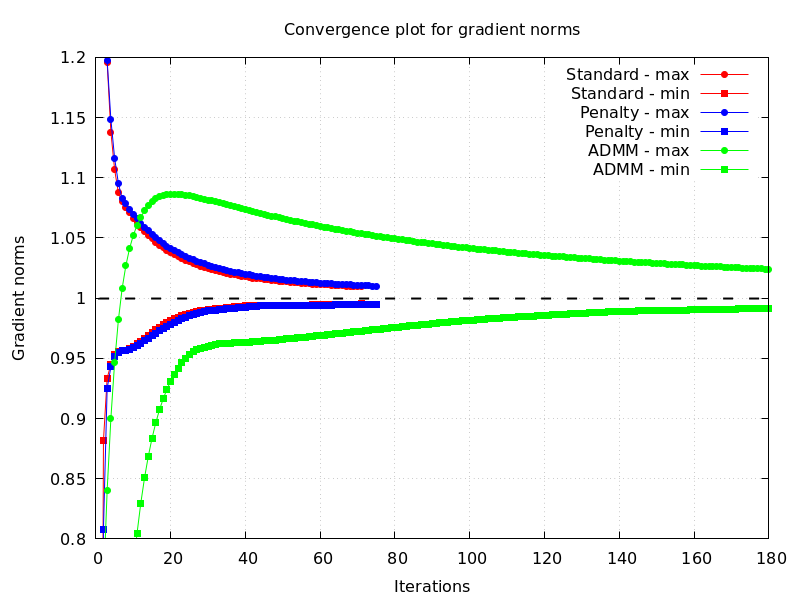 Convergence plot for gradient norms
1.2
1.15
1.1
1.05
1
0.95
0.9
0.85
0.8
Gradient norms
Standard - max
Standard - min
Penalty - max
Penalty - min
ADMM - max
ADMM - min
0 20 40 60 80 100 120 140 160 180
Iterations